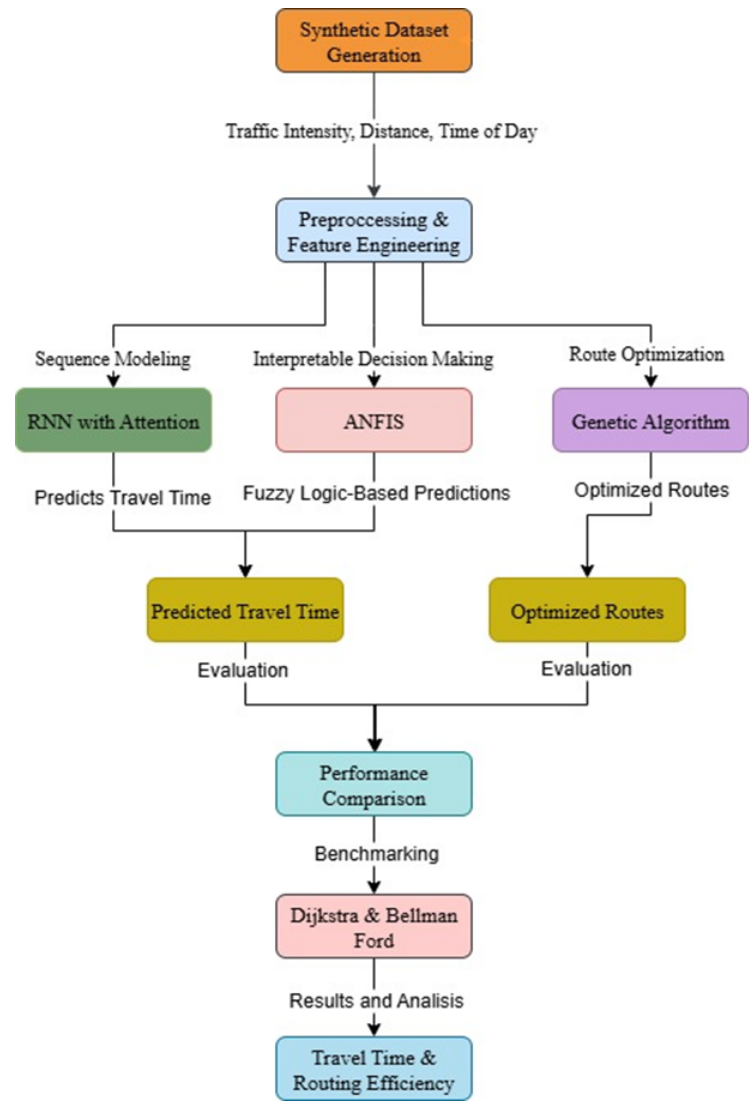 Synthetic Dataset
Generation
Traffic Intensity, Distance, Time of Day
Preproccessing &
Feature Engineering
Sequence Modeling
Interpretable Decision Making
Route Optimization
RNN with Attention
ANFIS
Genetic Algorithm
Predicts Travel Time
Fuzzy Logic-Based Predictions
Optimized Routes
Predicted Travel Time
Optimized Routes
Evaluation
Evaluation
Performance
Comparison
Benchmarking
Dijkstra & Bellman
Ford
Results and Analisis
Travel Time &
Routing Efficiency